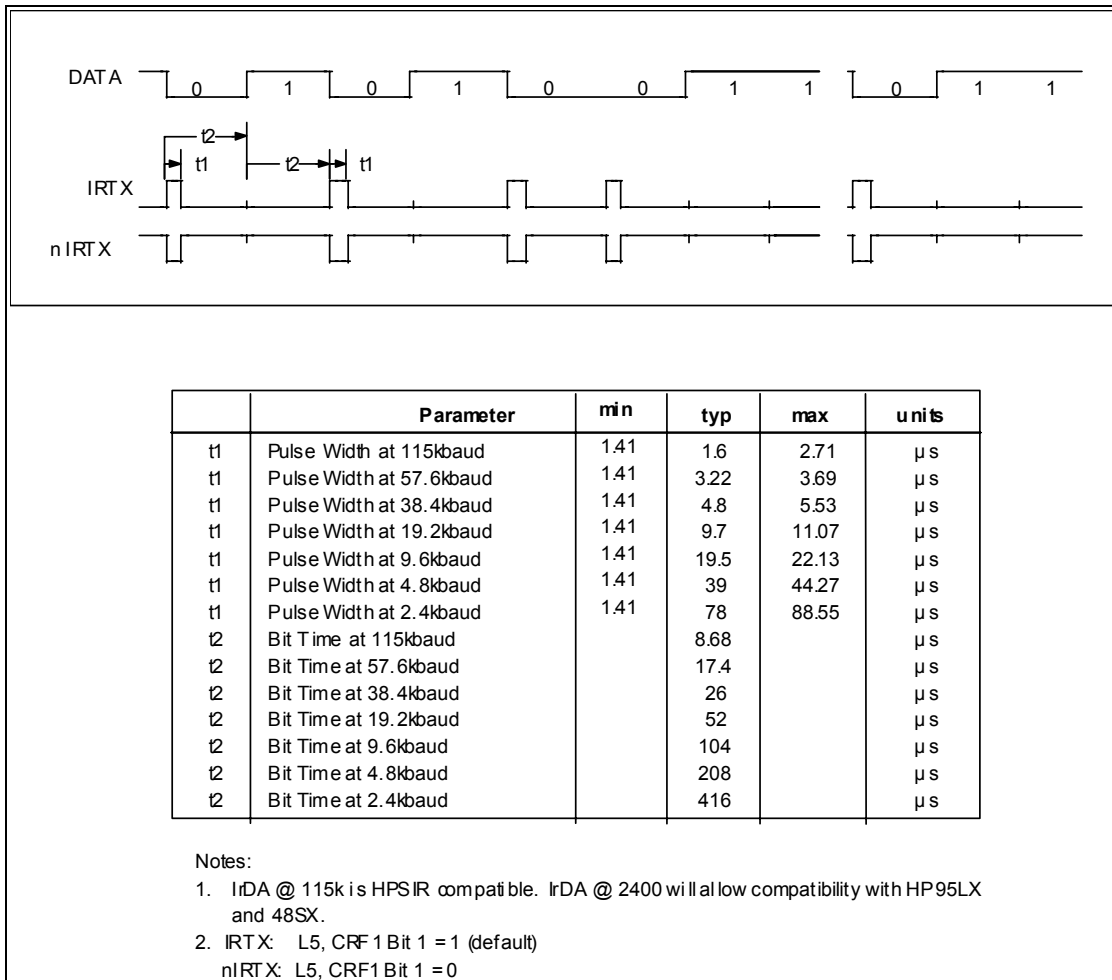 DATA 0 1 0 1 0 0 1 1 0 1 1
t2
t1 t2 t1
IRTX
nIRTX
Parameter min typ max units
t1 Pulse Width at 115kbaud 1.41 1.6 2.71 µs
t1 Pulse Width at 57.6kbaud 1.41 3.22 3.69 µs
t1 Pulse Width at 38.4kbaud 1.41 4.8 5.53 µs
t1 Pulse Width at 19.2kbaud 1.41 9.7 11.07 µs
t1 Pulse Width at 9.6kbaud 1.41 19.5 22.13 µs
t1 Pulse Width at 4.8kbaud 1.41 39 44.27 µs
t1 Pulse Width at 2.4kbaud 1.41 78 88.55 µs
t2 Bit Time at 115kbaud 8.68 µs
t2 Bit Time at 57.6kbaud 17.4 µs
t2 Bit Time at 38.4kbaud 26 µs
t2 Bit Time at 19.2kbaud 52 µs
t2 Bit Time at 9.6kbaud 104 µs
t2 Bit Time at 4.8kbaud 208 µs
t2 Bit Time at 2.4kbaud 416 µs
Notes:
1. IrDA @ 115k is HPSIR compatible. IrDA @ 2400 will allow compatibility with HP95LX
and 48SX.
2. IRTX: L5, CRF1 Bit 1 = 1 (default)
nIRTX: L5, CRF1 Bit 1 = 0